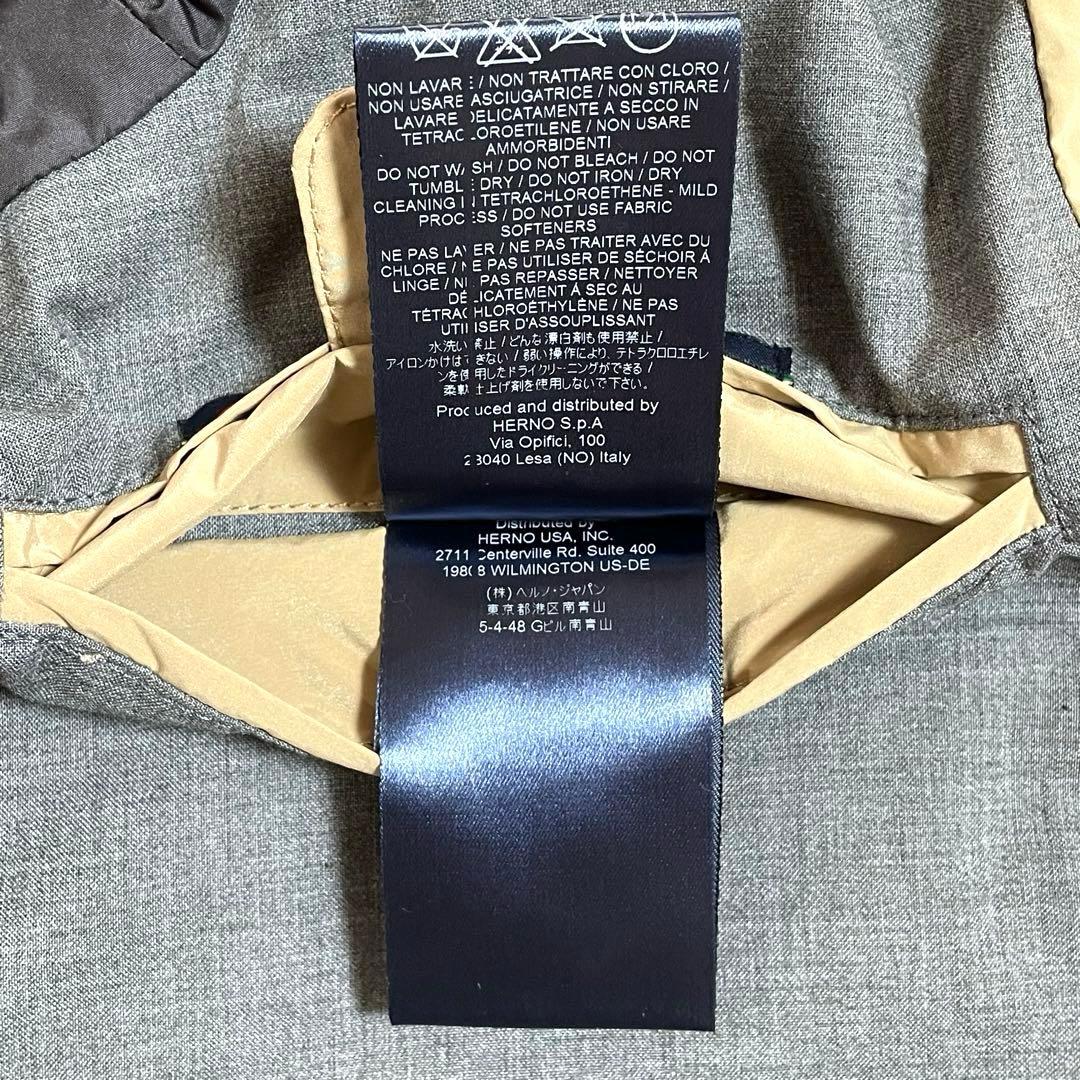 NON LAVARE / NON TRATTARE CON CLORO /
NON USARE ASCIUGATRICE / NON STIRARE /
LAVARE DELICATAMENTE A SECCO IN
TETRACLOROETILENE / NON USARE
AMMORBIDENTI
DO NOT WASH / DO NOT BLEACH / DO NOT
TUMBLE DRY / DO NOT IRON / DRY
CLEANING IN TETRACHLOROETHENE - MILD
PROCESS / DO NOT USE FABRIC
SOFTENERS
NE PAS LAVER / NE PAS TRAITER AVEC DU
CHLORE / NE PAS UTILISER DE SÉCHOIR À
LINGE / NE PAS REPASSER / NETTOYER
DÉLICATEMENT À SEC AU
TÉTRACHLOROÉTHYLÈNE / NE PAS
UTILISER D'ASSOUPLISSANT
水洗い禁止 / どんな漂白剤も使用禁止 /
アイロンかけはできない / 弱い操作により、テトラクロロエチレ
ンを使用したドライクリーニングができる /
柔軟仕上げ剤を使用しないで下さい。
Produced and distributed by
HERNO S.p.A
Via Opifici, 100
28040 Lesa (NO) Italy
Distributed by
HERNO USA, INC.
2711 Centerville Rd. Suite 400
19808 WILMINGTON US-DE
(株) ヘルノ・ジャパン
東京都港区南青山
5-4-48 Gビル南青山